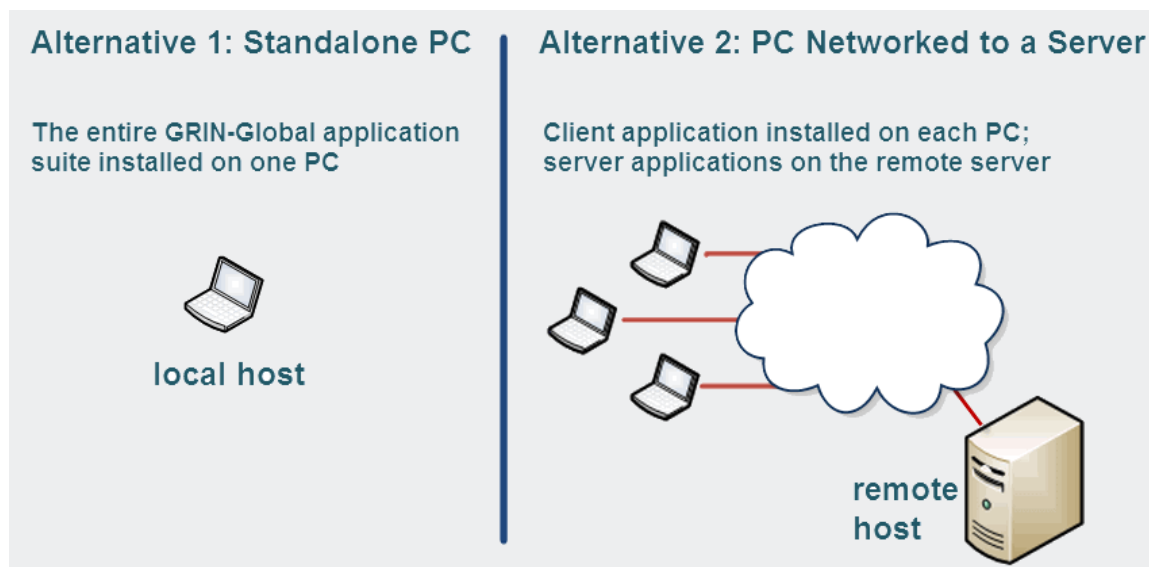 Alternative 1: Standalone PC
The entire GRIN-Global application
suite installed on one PC
local host
Alternative 2: PC Networked to a Server
Client application installed on each PC;
server applications on the remote server
remote
host